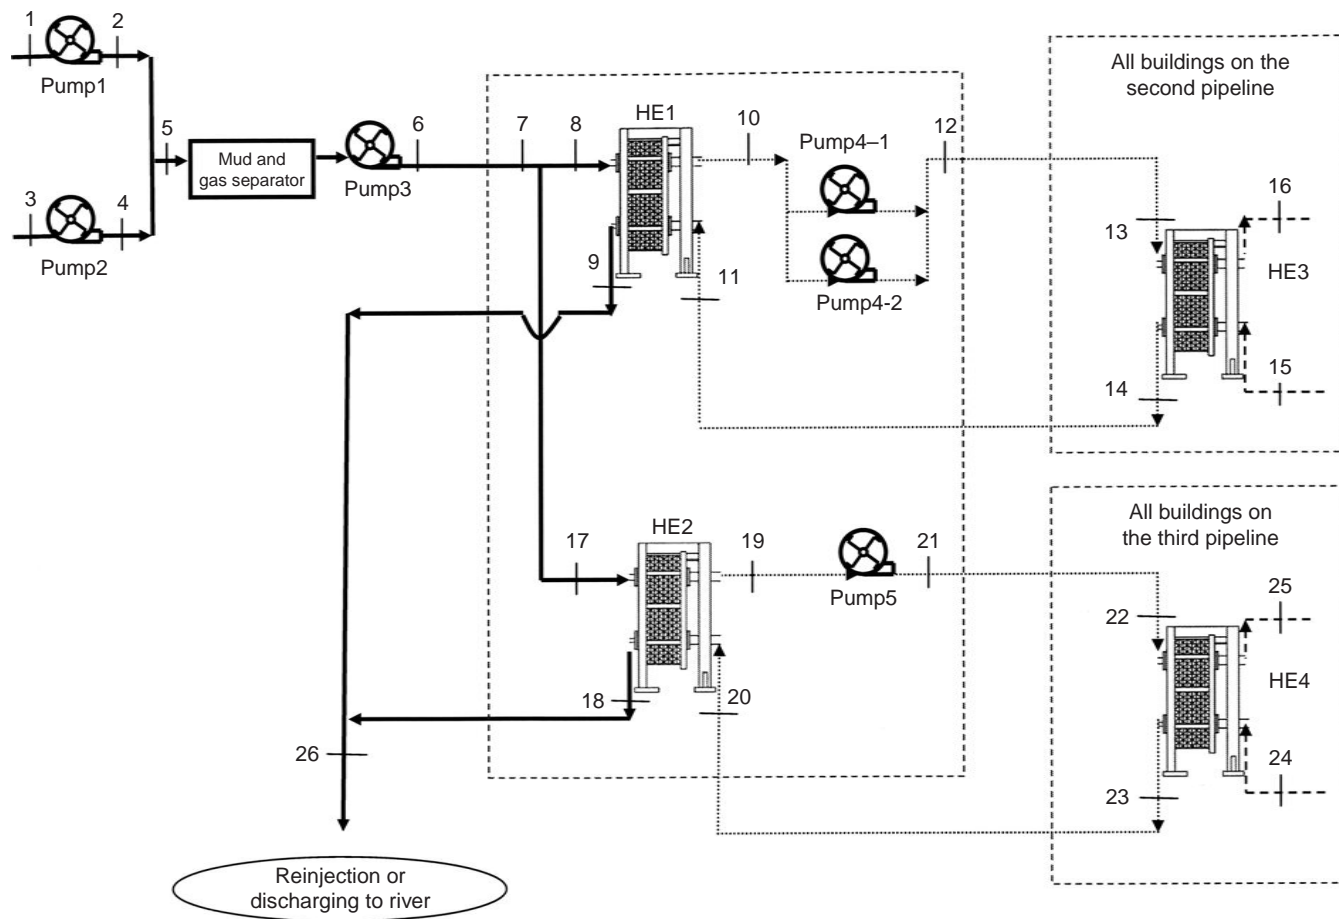 1
2
Pump1
5
Mud and
gas separator
3
4
Pump2
6
Pump3
7
8
HE1
10
Pump4–1
12
9
11
Pump4-2
All buildings on the
second pipeline
16
13
HE3
15
14
17
HE2
19
21
Pump5
18
20
All buildings on
the third pipeline
25
22
HE4
24
23
26
Reinjection or
discharging to river